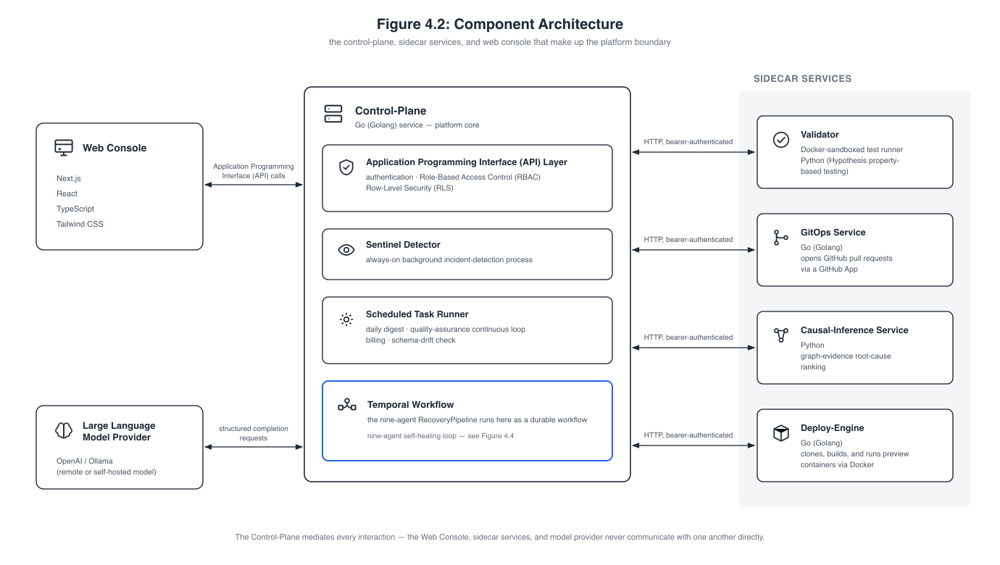 Figure 4.2: Component Architecture
the control-plane, sidecar services, and web console that make up the platform boundary
Web Console
Next.js
React
TypeScript
Tailwind CSS
Application Programming
Interface (API) calls
Large Language
Model Provider
OpenAI / Ollama
(remote or self-hosted model)
structured completion
requests
Control-Plane
Go (Golang) service — platform core
Application Programming Interface (API) Layer
authentication · Role-Based Access Control (RBAC)
Row-Level Security (RLS)
Sentinel Detector
always-on background incident-detection process
Scheduled Task Runner
daily digest · quality-assurance continuous loop
billing · schema-drift check
Temporal Workflow
the nine-agent RecoveryPipeline runs here as a durable workflow
nine-agent self-healing loop — see Figure 4.4
HTTP, bearer-authenticated
HTTP, bearer-authenticated
HTTP, bearer-authenticated
HTTP, bearer-authenticated
SIDECAR SERVICES
Validator
Docker-sandboxed test runner
Python (Hypothesis property-
based testing)
GitOps Service
Go (Golang)
opens GitHub pull requests
via a GitHub App
Causal-Inference Service
Python
graph-evidence root-cause
ranking
Deploy-Engine
Go (Golang)
clones, builds, and runs preview
containers via Docker
The Control-Plane mediates every interaction — the Web Console, sidecar services, and model provider never communicate with one another directly.